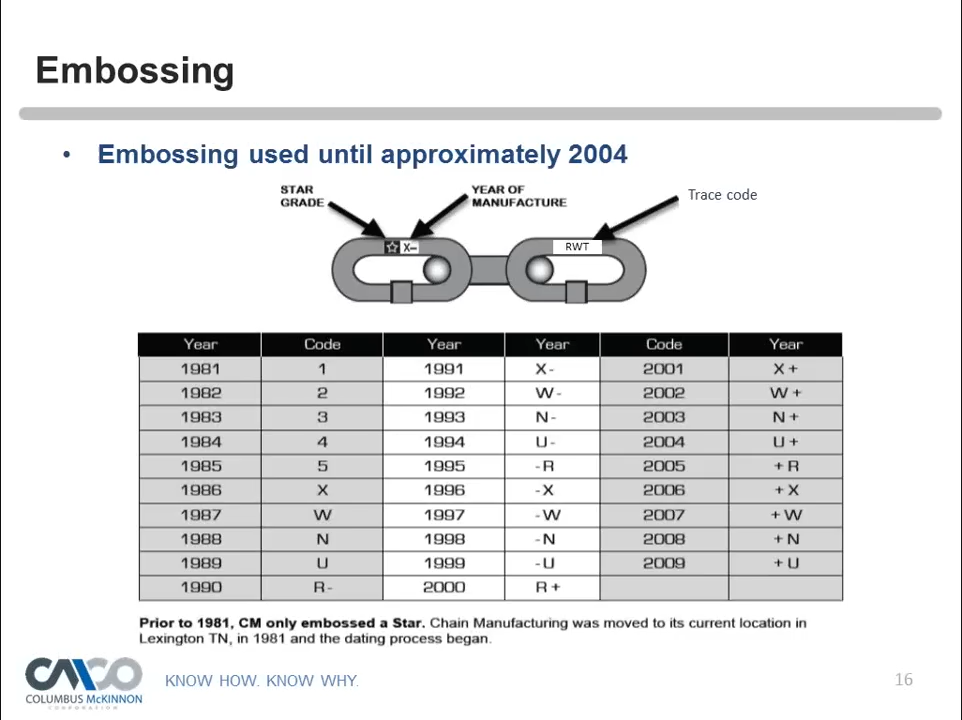 Embossing
• Embossing used until approximately 2004
STAR
GRADE
YEAR OF
MANUFACTURE
Trace code
☆ X–
RWT
Year Code Year Year Code Year
1981 1 1991 X- 2001 X+
1982 2 1992 W- 2002 W+
1983 3 1993 N- 2003 N+
1984 4 1994 U- 2004 U+
1985 5 1995 -R 2005 +R
1986 X 1996 -X 2006 +X
1987 W 1997 -W 2007 +W
1988 N 1998 -N 2008 +N
1989 U 1999 -U 2009 +U
1990 R- 2000 R+
Prior to 1981, CM only embossed a Star. Chain Manufacturing was moved to its current location in
Lexington TN, in 1981 and the dating process began.
CMCO
COLUMBUS McKINNON
CORPORATION
KNOW HOW. KNOW WHY.
16